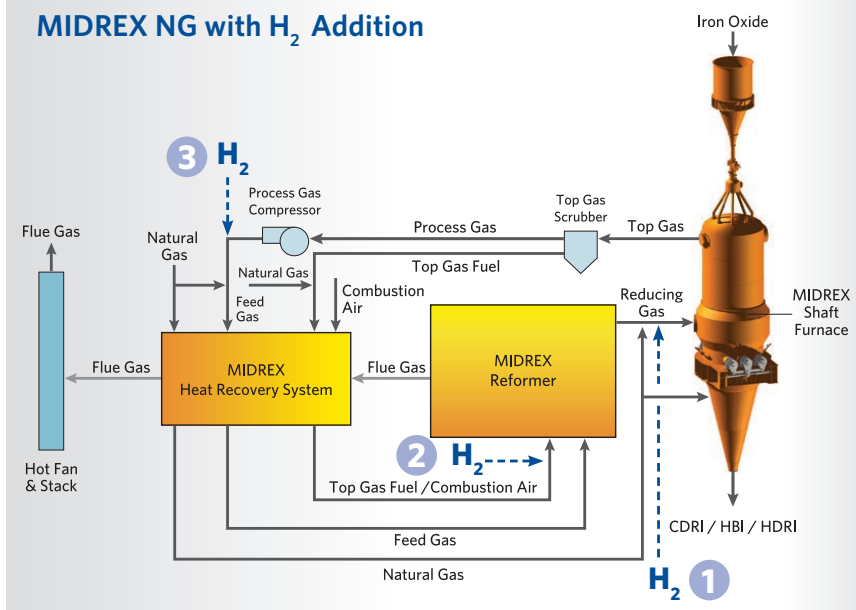 MIDREX NG with H₂ Addition
Iron Oxide
3 H₂
Process Gas
Compressor
Top Gas
Scrubber
Flue Gas
Natural
Gas
Process Gas
Top Gas
Top Gas Fuel
Natural Gas
Feed
Gas
Combustion
Air
Reducing
Gas
MIDREX
Shaft
Furnace
Flue Gas
MIDREX
Heat Recovery System
Flue Gas
MIDREX
Reformer
2 H₂
Hot Fan
& Stack
Top Gas Fuel /Combustion Air
CDRI / HBI / HDRI
Feed Gas
Natural Gas
H₂ 1